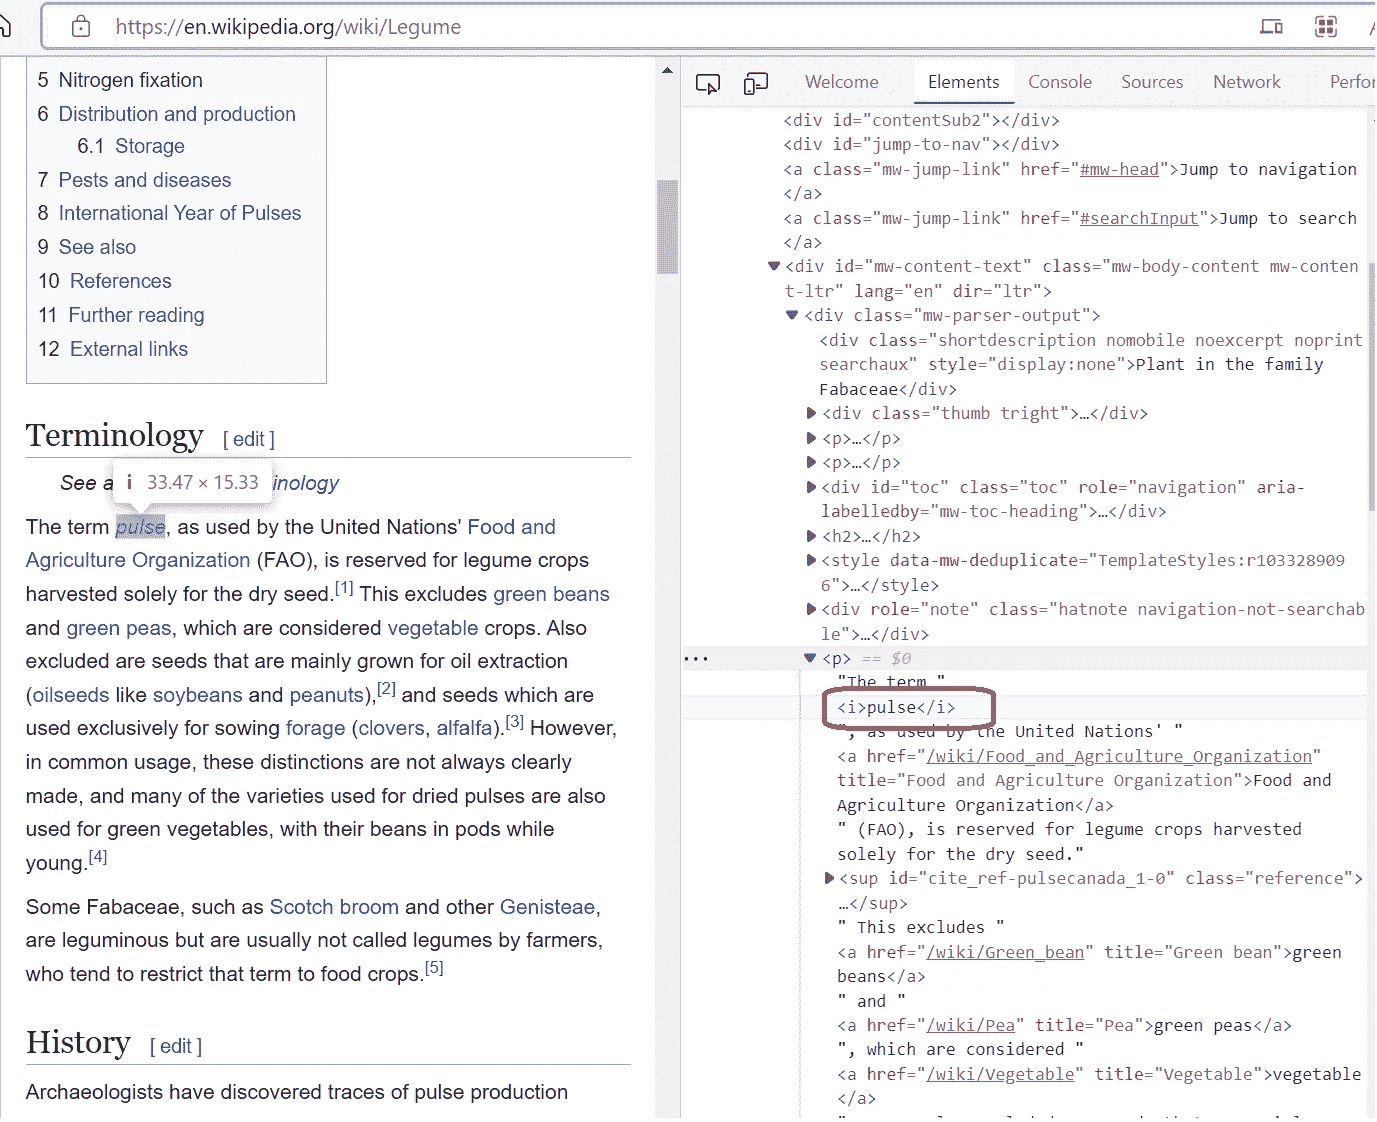 https://en.wikipedia.org/wiki/Legume
5 Nitrogen fixation
6 Distribution and production
6.1 Storage
7 Pests and diseases
8 International Year of Pulses
9 See also
10 References
11 Further reading
12 External links
Terminology [ edit ]
See a inology
i 33.47 × 15.33
The term pulse, as used by the United Nations' Food and
Agriculture Organization (FAO), is reserved for legume crops
harvested solely for the dry seed.[1] This excludes green beans
and green peas, which are considered vegetable crops. Also
excluded are seeds that are mainly grown for oil extraction
(oilseeds like soybeans and peanuts),[2] and seeds which are
used exclusively for sowing forage (clovers, alfalfa).[3] However,
in common usage, these distinctions are not always clearly
made, and many of the varieties used for dried pulses are also
used for green vegetables, with their beans in pods while
young.[4]
Some Fabaceae, such as Scotch broom and other Genisteae,
are leguminous but are usually not called legumes by farmers,
who tend to restrict that term to food crops.[5]
History [ edit ]
Archaeologists have discovered traces of pulse production
Welcome Elements Console Sources Network Perfor
<div id="contentSub2"></div>
<div id="jump-to-nav"></div>
<a class="mw-jump-link" href="#mw-head">Jump to navigation
</a>
<a class="mw-jump-link" href="#searchInput">Jump to search
</a>
<div id="mw-content-text" class="mw-body-content mw-conten
t-ltr" lang="en" dir="ltr">
<div class="mw-parser-output">
<div class="shortdescription nomobile noexcerpt noprint
searchaux" style="display:none">Plant in the family
Fabaceae</div>
<div class="thumb tright">…</div>
<p>…</p>
<p>…</p>
<div id="toc" class="toc" role="navigation" aria-
labelledby="mw-toc-heading">…</div>
<h2>…</h2>
<style data-mw-deduplicate="TemplateStyles:r103328909
6">…</style>
<div role="note" class="hatnote navigation-not-searchab
le">…</div>
<p> == $0
"The term "
<i>pulse</i>
", as used by the United Nations' "
<a href="/wiki/Food_and_Agriculture_Organization"
title="Food and Agriculture Organization">Food and
Agriculture Organization</a>
" (FAO), is reserved for legume crops harvested
solely for the dry seed."
<sup id="cite_ref-pulsecanada_1-0" class="reference">
…</sup>
" This excludes "
<a href="/wiki/Green_bean" title="Green bean">green
beans</a>
" and "
<a href="/wiki/Pea" title="Pea">green peas</a>
", which are considered "
<a href="/wiki/Vegetable" title="Vegetable">vegetable
</a>